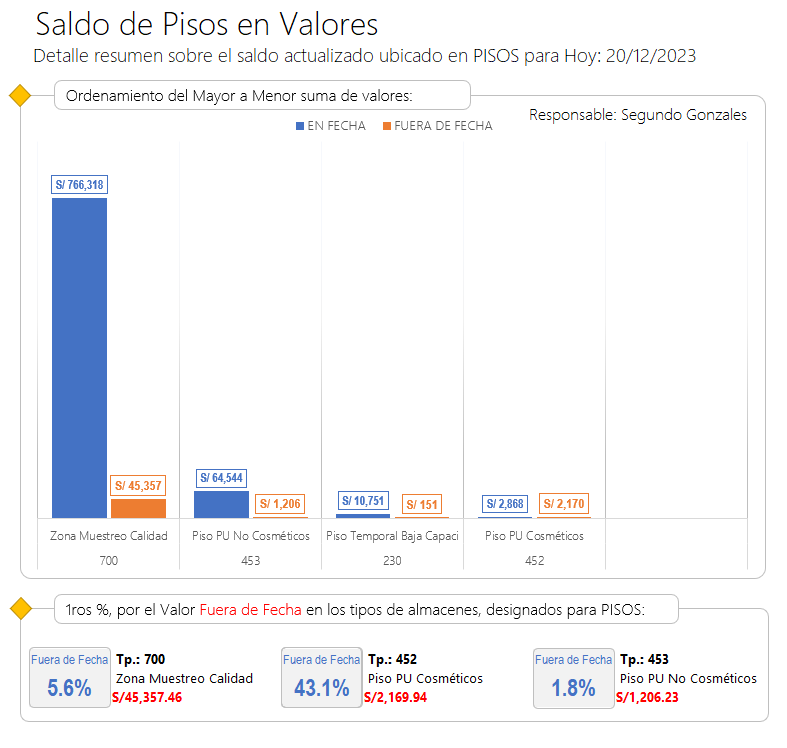 Saldo de Pisos en Valores
Detalle resumen sobre el saldo actualizado ubicado en PISOS para Hoy: 20/12/2023
Ordenamiento del Mayor a Menor suma de valores:
Responsable: Segundo Gonzales
EN FECHA FUERA DE FECHA
S/ 766,318
S/ 45,357
S/ 64,544
S/ 1,206
S/ 10,751
S/ 151
S/ 2,868
S/ 2,170
Zona Muestreo Calidad Piso PU No Cosméticos Piso Temporal Baja Capaci Piso PU Cosméticos
700 453 230 452
1ros %, por el Valor Fuera de Fecha en los tipos de almacenes, designados para PISOS:
Fuera de Fecha
5.6%
Tp.: 700
Zona Muestreo Calidad
S/45,357.46
Fuera de Fecha
43.1%
Tp.: 452
Piso PU Cosméticos
S/2,169.94
Fuera de Fecha
1.8%
Tp.: 453
Piso PU No Cosméticos
S/1,206.23